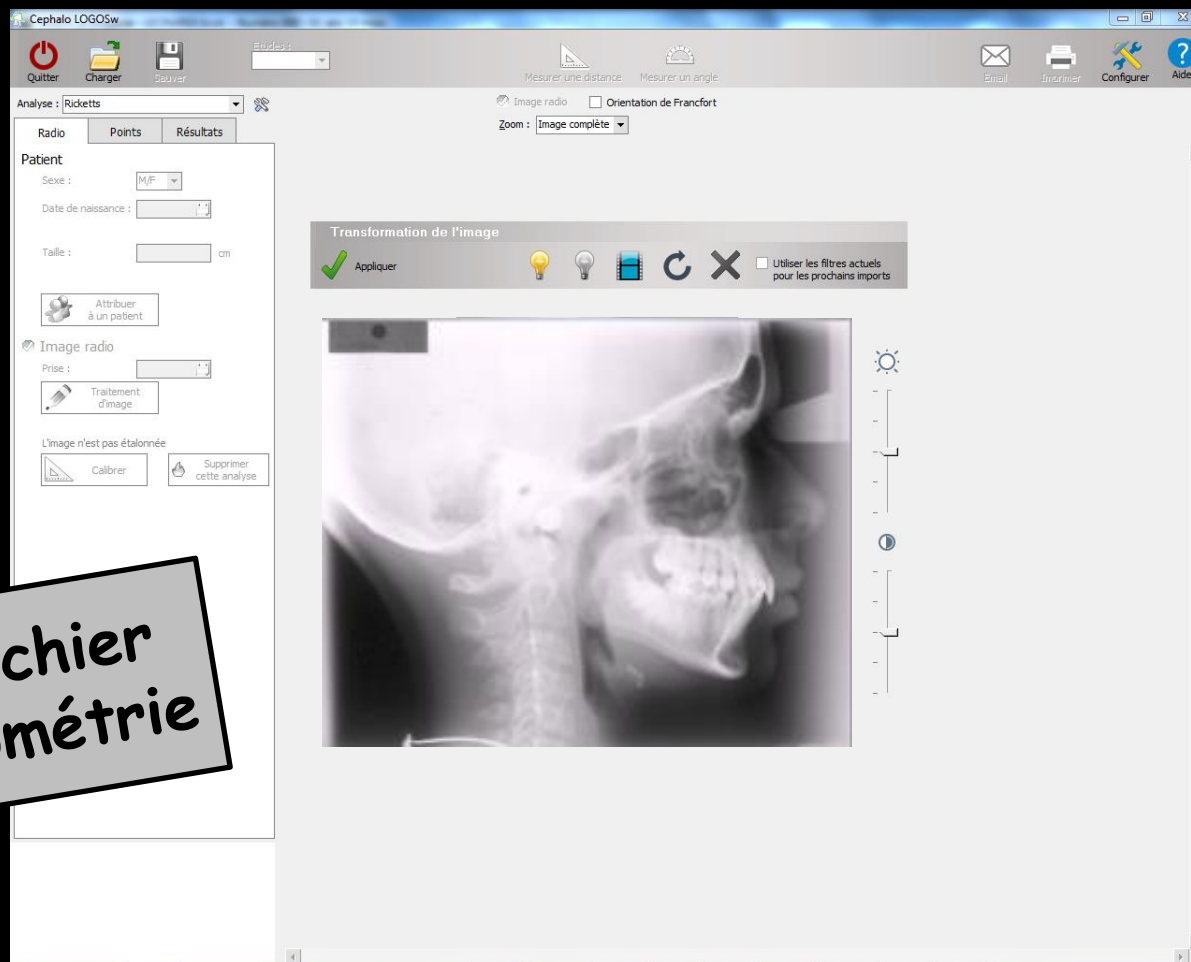 Cephalo LOGOSw
Quitter
Charger
Sauver
Etudes :
Mesurer une distance
Mesurer un angle
Email
Imprimer
Configurer
Aide
Analyse : Ricketts
Image radio
Orientation de Francfort
Zoom : Image complète
Radio
Points
Résultats
Patient
Sexe : M/F
Date de naissance :
Taille : cm
Attribuer
à un patient
Image radio
Prise :
Traitement
d'image
L'image n'est pas étalonnée
Calibrer
Supprimer
cette analyse
Transformation de l'image
Appliquer
Utiliser les filtres actuels
pour les prochains imports
chier
métrie